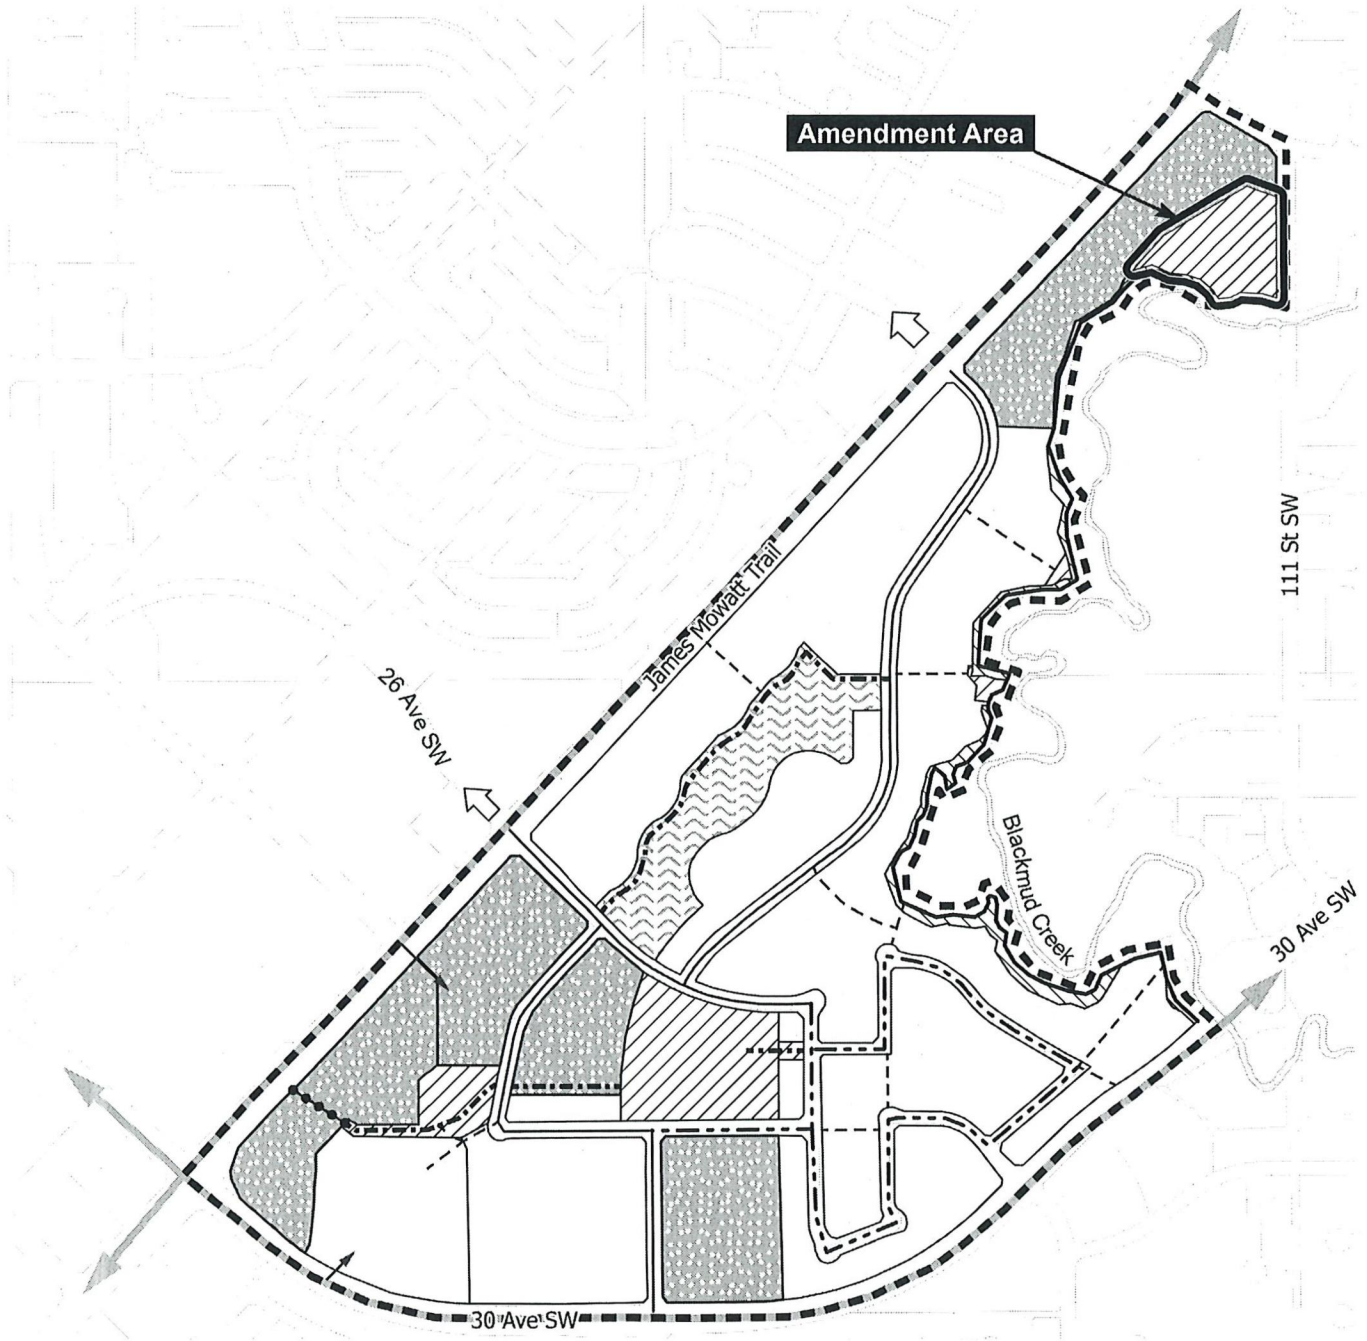 Amendment Area
111 St SW
James Mowatt Trail
26 Ave SW
Blackmud Creek
30 Ave SW
30 Ave SW